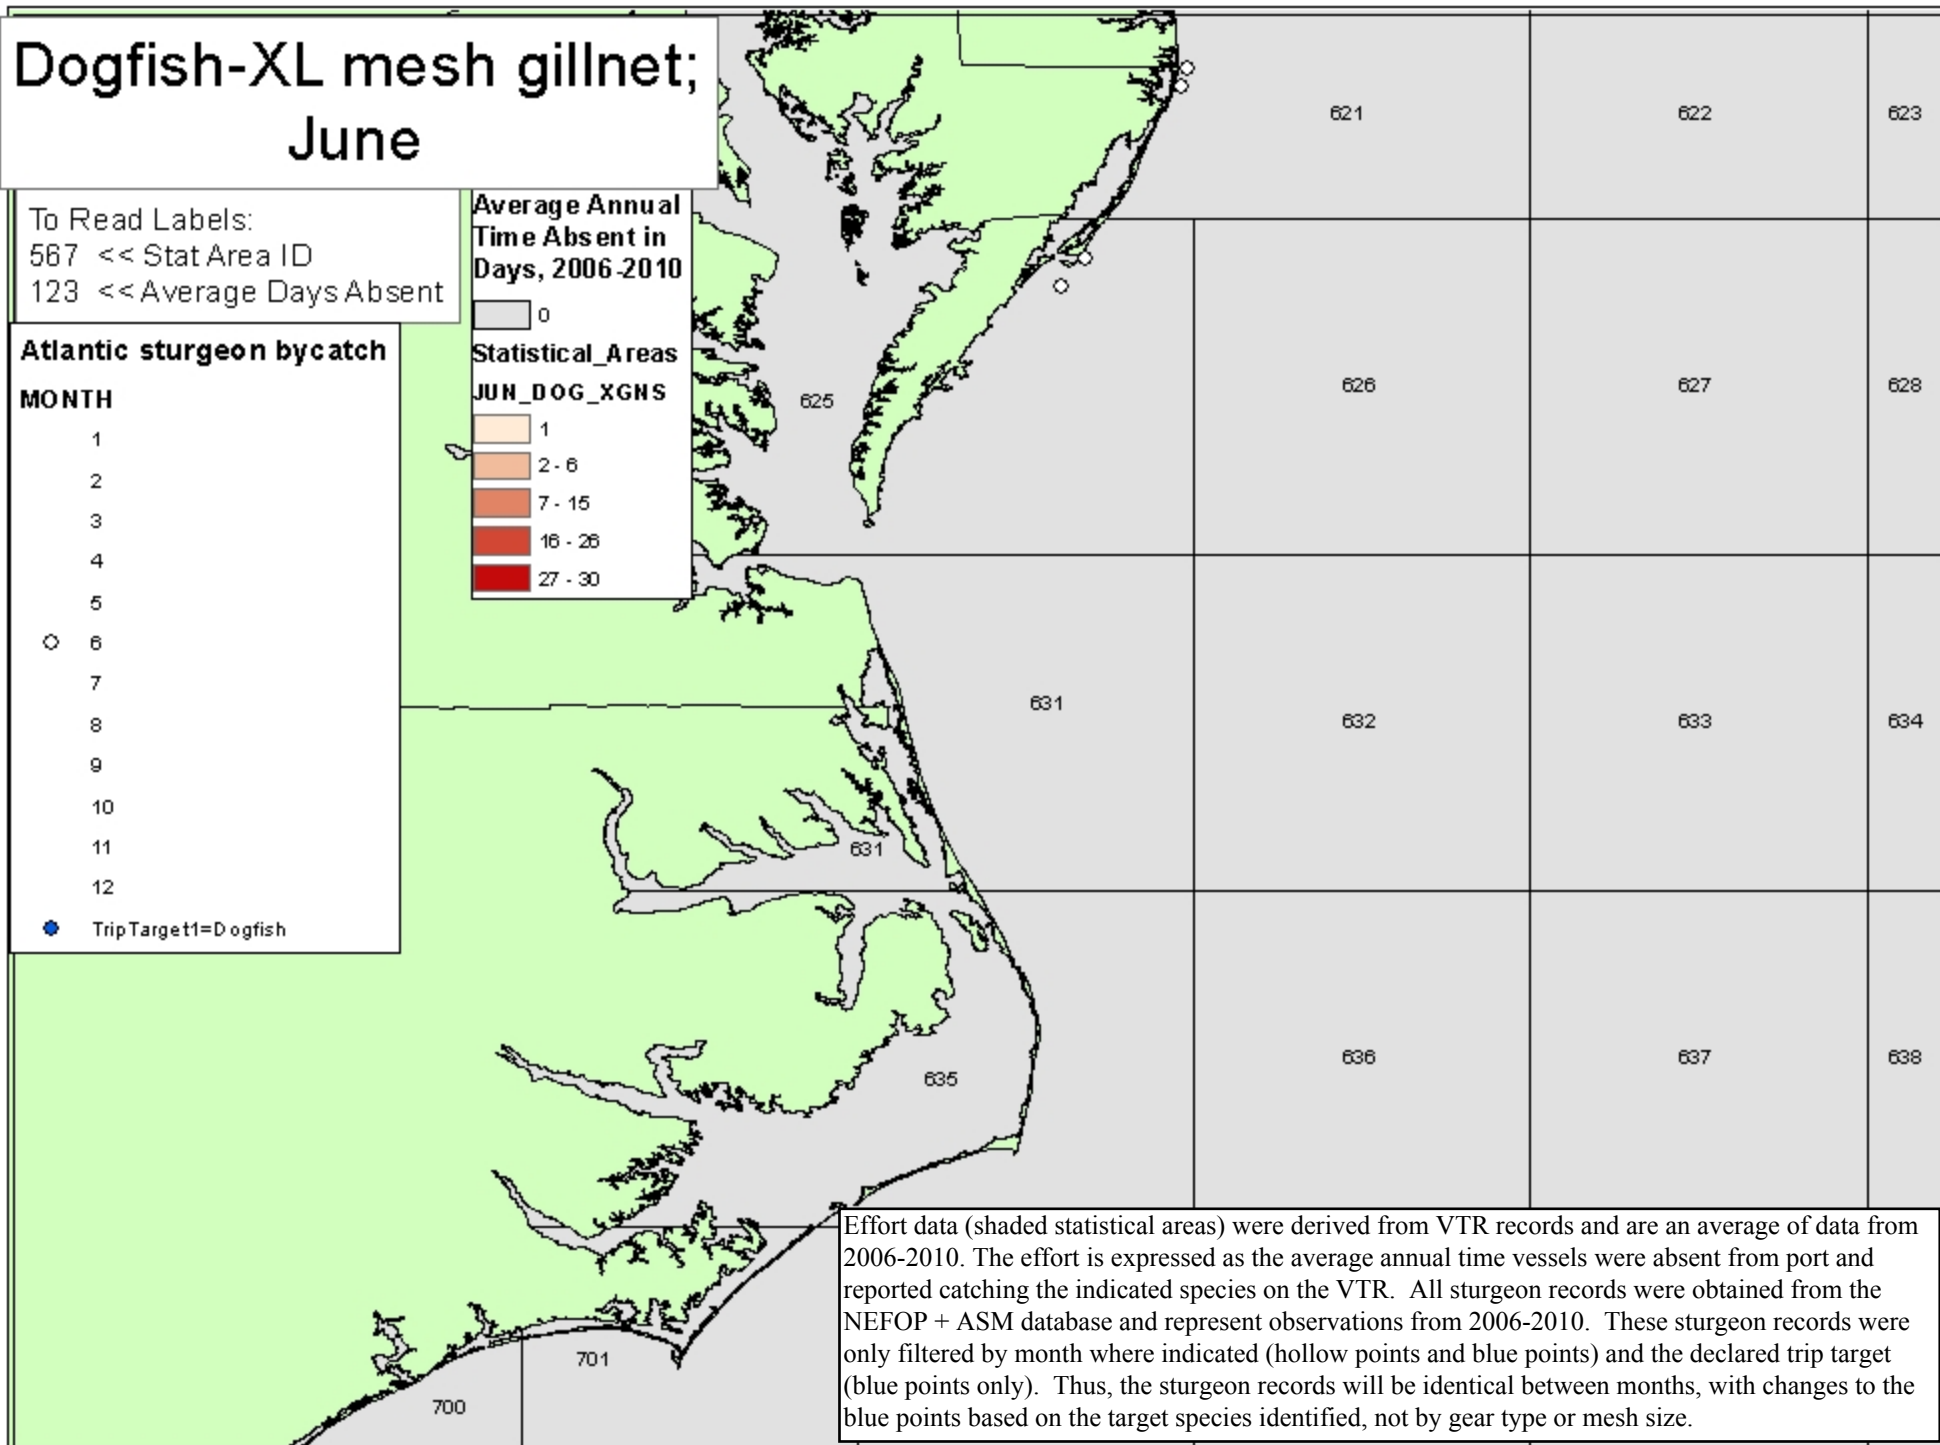 Dogfish-XL mesh gillnet;
June
To Read Labels:
567 << Stat Area ID
123 << Average Days Absent
Atlantic sturgeon bycatch
MONTH
1
2
3
4
5
6
7
8
9
10
11
12
TripTarget1=Dogfish
Average Annual
Time Absent in
Days, 2006-2010
0
Statistical_Areas
JUN_DOG_XGNS
1
2 - 6
7 - 15
16 - 26
27 - 30
621
622
623
625
626
627
628
631
632
633
634
631
635
636
637
638
701
700
Effort data (shaded statistical areas) were derived from VTR records and are an average of data from
2006-2010. The effort is expressed as the average annual time vessels were absent from port and
reported catching the indicated species on the VTR.  All sturgeon records were obtained from the
NEFOP + ASM database and represent observations from 2006-2010.  These sturgeon records were
only filtered by month where indicated (hollow points and blue points) and the declared trip target
(blue points only).  Thus, the sturgeon records will be identical between months, with changes to the
blue points based on the target species identified, not by gear type or mesh size.